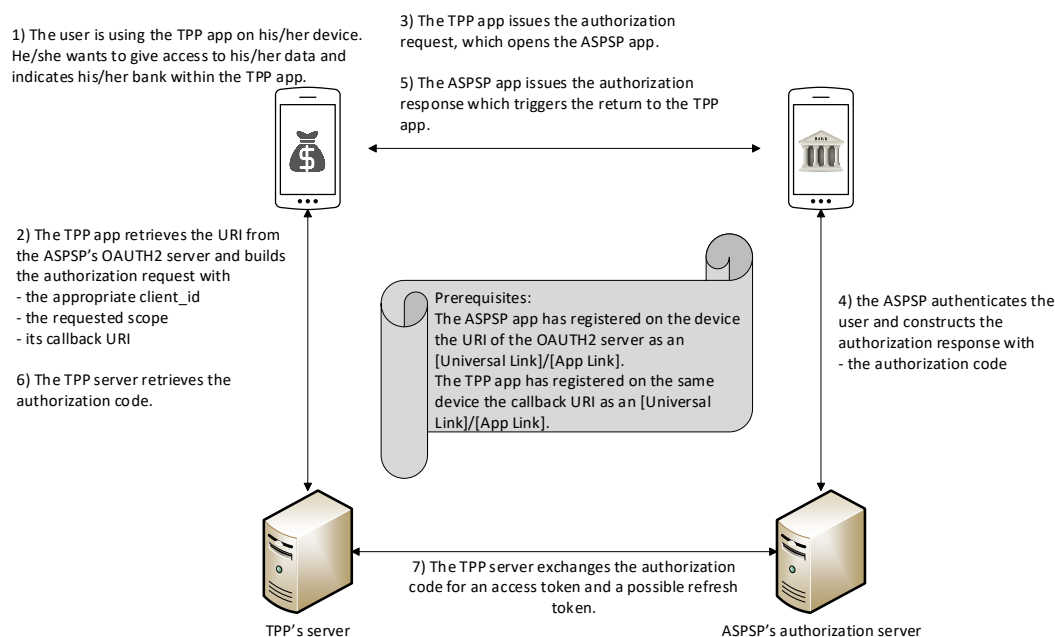 1) The user is using the TPP app on his/her device.
He/she wants to give access to his/her data and
indicates his/her bank within the TPP app.
3) The TPP app issues the authorization
request, which opens the ASPSP app.
5) The ASPSP app issues the authorization
response which triggers the return to the TPP
app.
$
BANK
2) The TPP app retrieves the URI from
the ASPSP's OAUTH2 server and builds
the authorization request with
- the appropriate client_id
- the requested scope
- its callback URI
6) The TPP server retrieves the
authorization code.
Prerequisites:
The ASPSP app has registered on the device
the URI of the OAUTH2 server as an
[Universal Link]/[App Link].
The TPP app has registered on the same
device the callback URI as an [Universal
Link]/[App Link].
4) the ASPSP authenticates the
user and constructs the
authorization response with
- the authorization code
7) The TPP server exchanges the authorization
code for an access token and a possible refresh
token.
TPP's server
ASPSP's authorization server